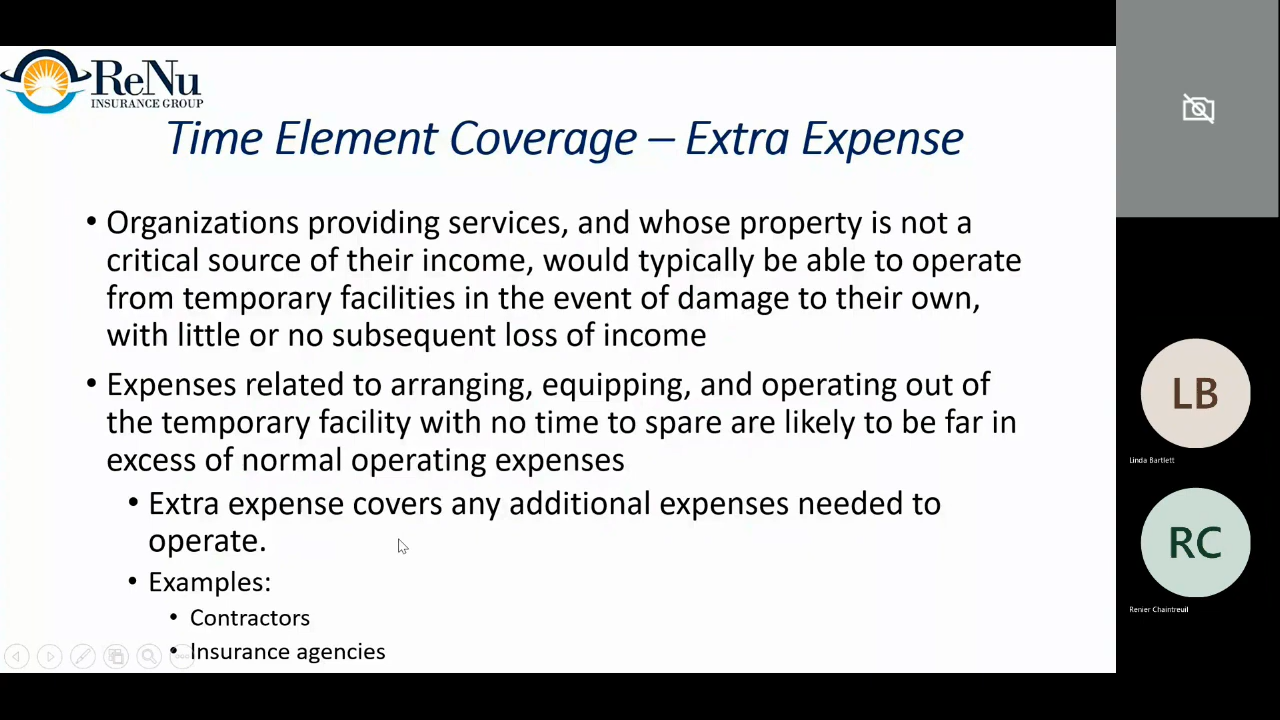 ReNu
INSURANCE GROUP
Time Element Coverage – Extra Expense
• Organizations providing services, and whose property is not a
critical source of their income, would typically be able to operate
from temporary facilities in the event of damage to their own,
with little or no subsequent loss of income
• Expenses related to arranging, equipping, and operating out of
the temporary facility with no time to spare are likely to be far in
excess of normal operating expenses
• Extra expense covers any additional expenses needed to
operate.
• Examples:
• Contractors
• Insurance agencies
LB
Linda Bartlett
RC
Renier Chaintreuil